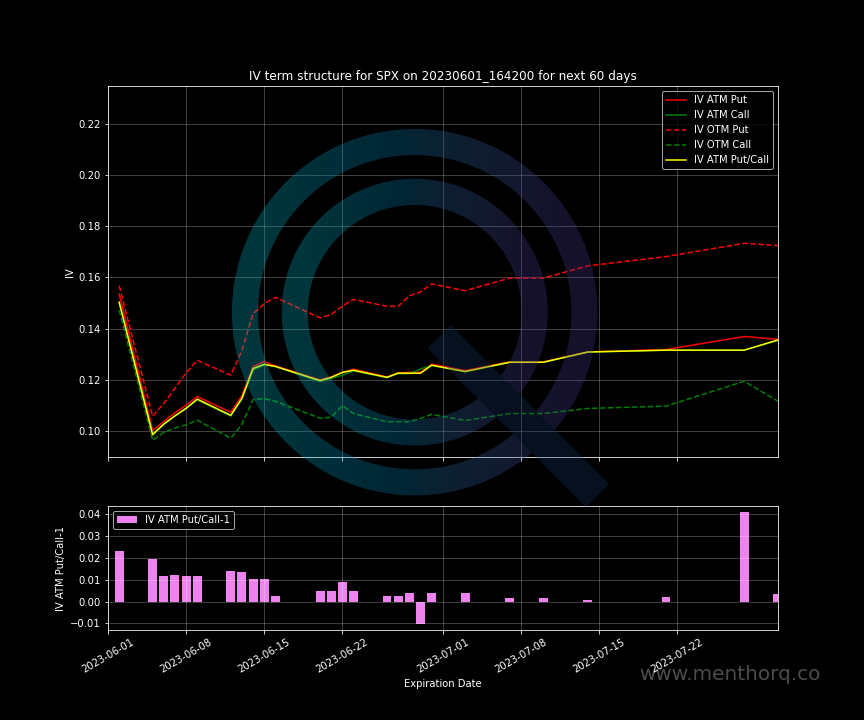 IV term structure for SPX on 20230601_164200 for next 60 days
IV ATM Put
IV ATM Call
IV OTM Put
IV OTM Call
IV ATM Put/Call
0.22
0.20
0.18
0.16
0.14
0.12
0.10
IV
IV ATM Put/Call-1
0.04
0.03
0.02
0.01
0.00
−0.01
IV ATM Put/Call-1
2023-06-01
2023-06-08
2023-06-15
2023-06-22
2023-07-01
2023-07-08
2023-07-15
2023-07-22
Expiration Date
www.menthorq.co